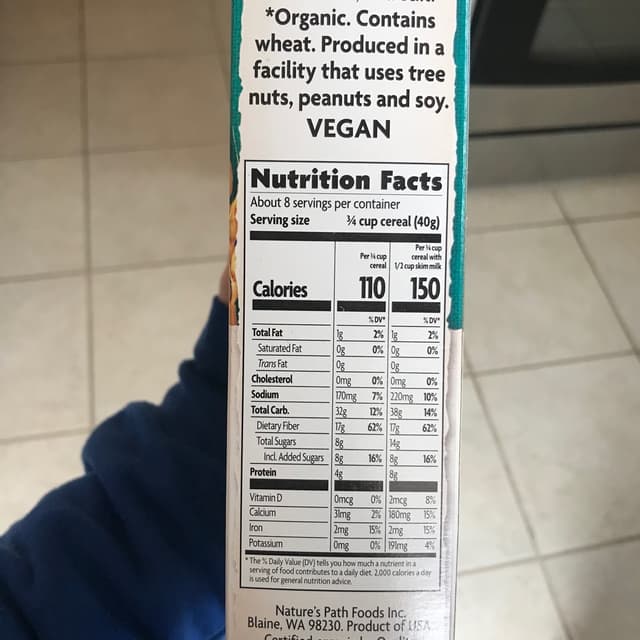 *Organic. Contains
wheat. Produced in a
facility that uses tree
nuts, peanuts and soy.
VEGAN
Nutrition Facts
About 8 servings per container
Serving size ¾ cup cereal (40g)
Per ¾ cup cereal
Per ¾ cup cereal with 1/2 cup skim milk
Calories 110 150
%DV* %DV*
Total Fat 1g 2% 1g 2%
Saturated Fat 0g 0% 0g 0%
Trans Fat 0g 0g
Cholesterol 0mg 0% 0mg 0%
Sodium 170mg 7% 220mg 10%
Total Carb. 32g 12% 38g 14%
Dietary Fiber 17g 62% 17g 62%
Total Sugars 8g 14g
Incl. Added Sugars 8g 16% 8g 16%
Protein 4g 8g
Vitamin D 0mcg 0% 2mcg 8%
Calcium 31mg 2% 180mg 15%
Iron 2mg 15% 2mg 15%
Potassium 0mg 0% 191mg 4%
*The % Daily Value (DV) tells you how much a nutrient in a
serving of food contributes to a daily diet. 2,000 calories a day
is used for general nutrition advice.
Nature's Path Foods Inc.
Blaine, WA 98230. Product of USA